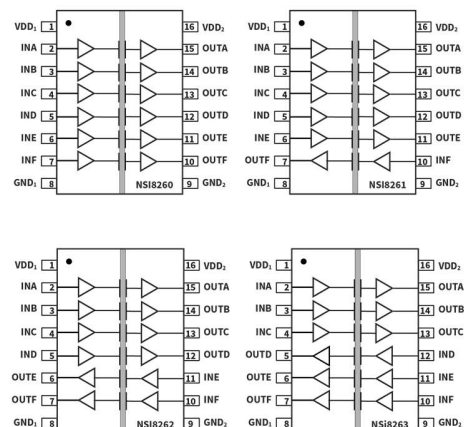 VDD₁ 1 16 VDD₂
INA 2 15 OUTA
INB 3 14 OUTB
INC 4 13 OUTC
IND 5 12 OUTD
INE 6 11 OUTE
INF 7 10 OUTF
GND₁ 8 NSI8260 9 GND₂
VDD₁ 1 16 VDD₂
INA 2 15 OUTA
INB 3 14 OUTB
INC 4 13 OUTC
IND 5 12 OUTD
INE 6 11 OUTE
OUTF 7 10 INF
GND₁ 8 NSI8261 9 GND₂
VDD₁ 1 16 VDD₂
INA 2 15 OUTA
INB 3 14 OUTB
INC 4 13 OUTC
IND 5 12 OUTD
OUTE 6 11 INE
OUTF 7 10 INF
GND₁ 8 NSI8262 9 GND₂
VDD₁ 1 16 VDD₂
INA 2 15 OUTA
INB 3 14 OUTB
INC 4 13 OUTC
OUTD 5 12 IND
OUTE 6 11 INE
OUTF 7 10 INF
GND₁ 8 NSi8263 9 GND₂